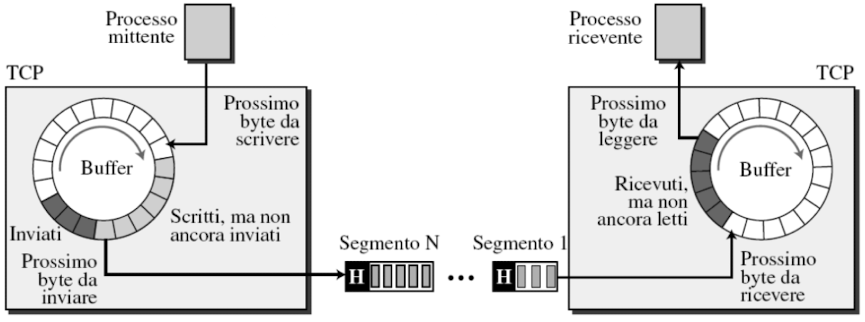 Processo
mittente
TCP
Prossimo
byte da
scrivere
Buffer
Scritti, ma non
ancora inviati
Inviati
Prossimo
byte da
inviare
Segmento N
H
...
Segmento 1
H
Processo
ricevente
TCP
Prossimo
byte da
leggere
Buffer
Ricevuti,
ma non
ancora letti
Prossimo
byte da
ricevere